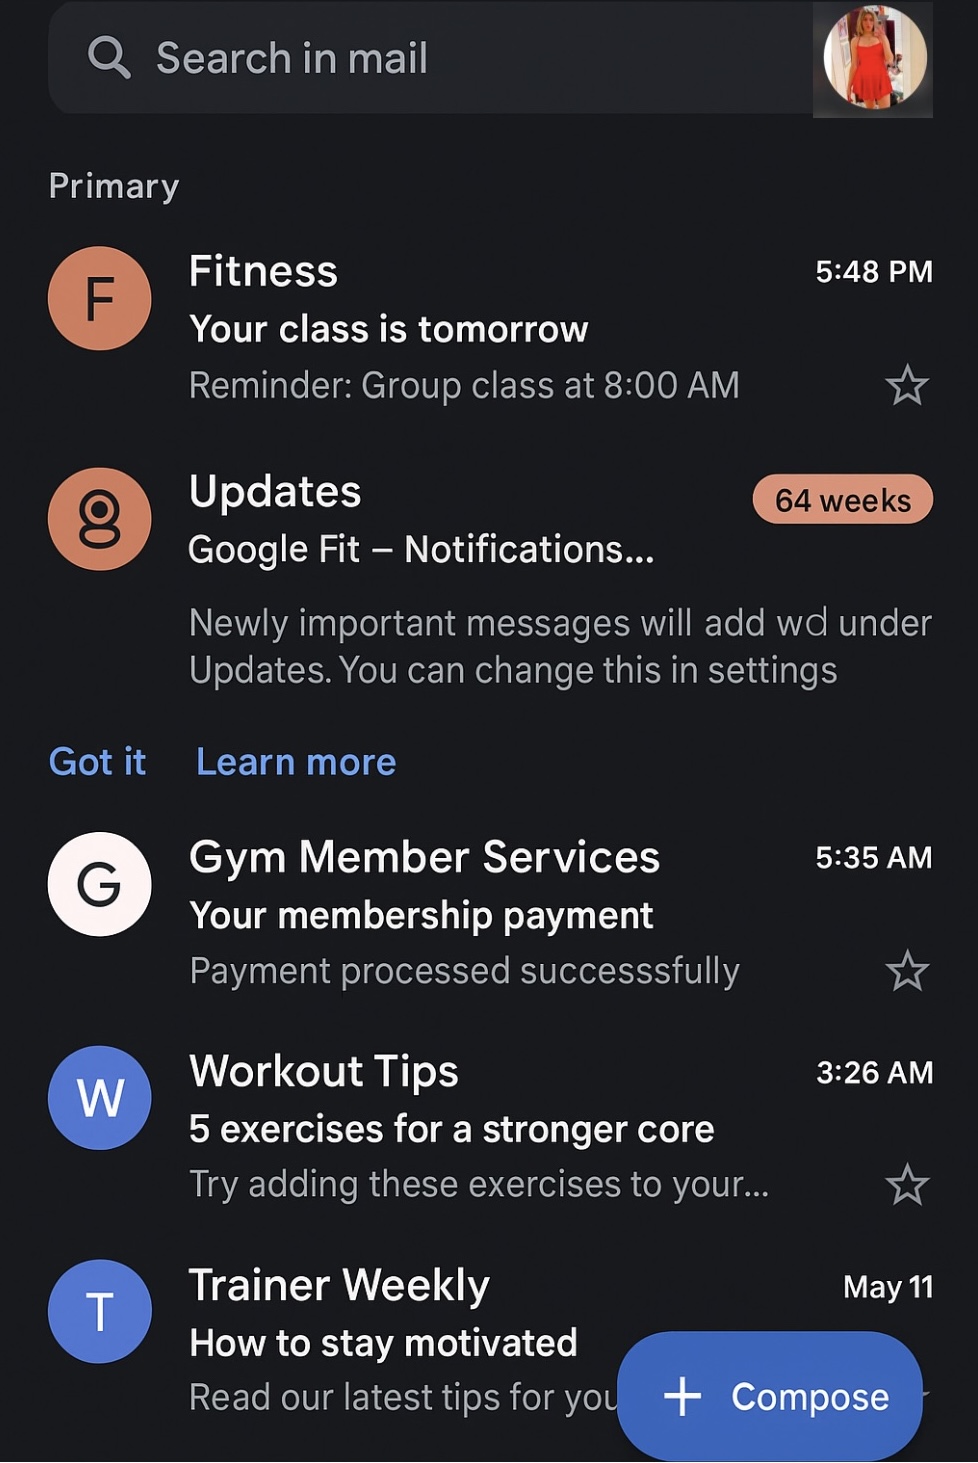 Search in mail
Primary
F
Fitness
5:48 PM
Your class is tomorrow
Reminder: Group class at 8:00 AM
Updates
64 weeks
Google Fit – Notifications...
Newly important messages will add wd under
Updates. You can change this in settings
Got it
Learn more
G
Gym Member Services
5:35 AM
Your membership payment
Payment processed successsfully
W
Workout Tips
3:26 AM
5 exercises for a stronger core
Try adding these exercises to your...
T
Trainer Weekly
May 11
How to stay motivated
Read our latest tips for you
+ Compose